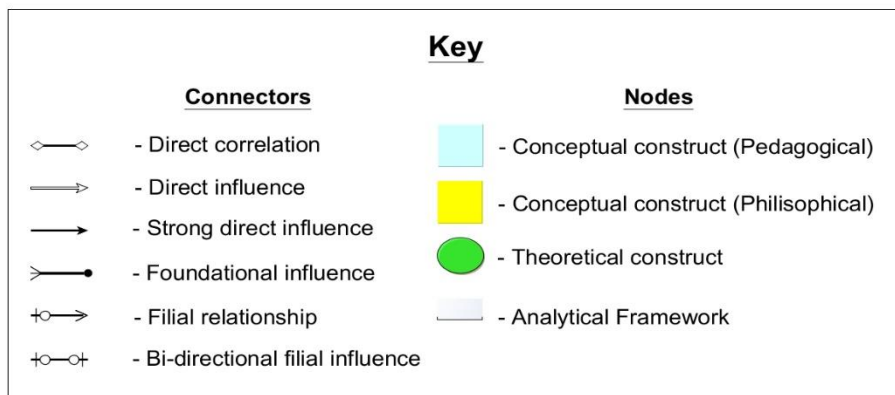 Key
Connectors
- Direct correlation
- Direct influence
- Strong direct influence
- Foundational influence
- Filial relationship
- Bi-directional filial influence
Nodes
- Conceptual construct (Pedagogical)
- Conceptual construct (Philisophical)
- Theoretical construct
- Analytical Framework